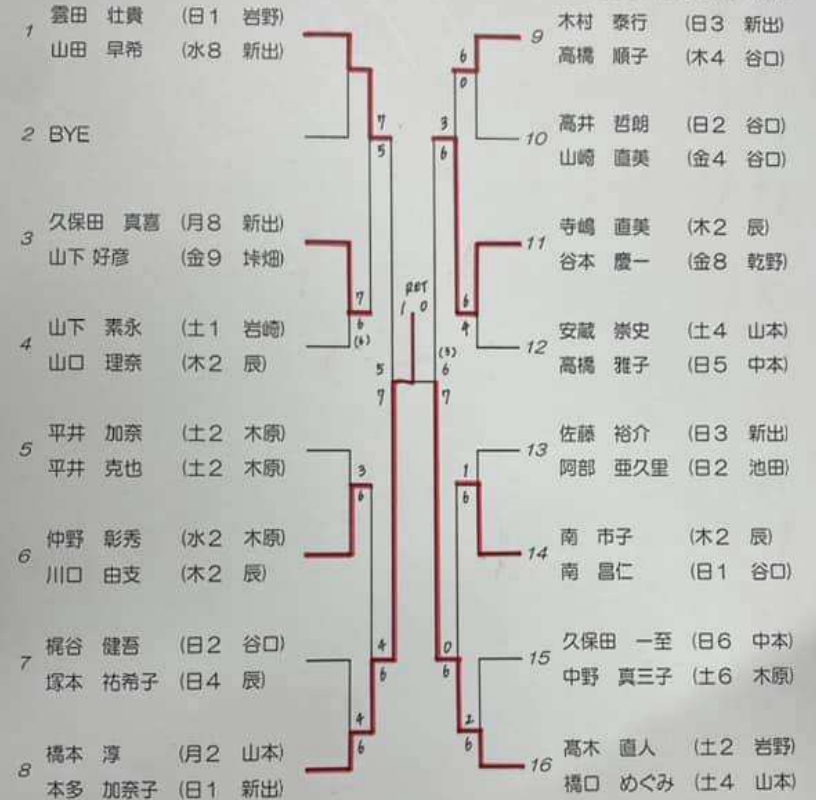 1
雲田 壮貴 (日1 岩野)
山田 早希 (水8 新出)
2 BYE
3
久保田 真喜 (月8 新出)
山下 好彦 (金9 垰畑)
4
山下 素永 (土1 岩崎)
山口 理奈 (木2 辰)
5
平井 加奈 (土2 木原)
平井 克也 (土2 木原)
6
仲野 彰秀 (水2 木原)
川口 由支 (木2 辰)
7
梶谷 健吾 (日2 谷口)
塚本 祐希子 (日4 辰)
8
橋本 淳 (月2 山本)
本多 加奈子 (日1 新出)
7
5
7
6
(6)
5
7
3
6
4
6
4
6
RET
1 0
9
木村 泰行 (日3 新出)
高橋 順子 (木4 谷口)
10
高井 哲朗 (日2 谷口)
山崎 直美 (金4 谷口)
11
寺嶋 直美 (木2 辰)
谷本 慶一 (金8 乾野)
12
安蔵 崇史 (土4 山本)
高橋 雅子 (日5 中本)
13
佐藤 裕介 (日3 新出)
阿部 亜久里 (日2 池田)
14
南 市子 (木2 辰)
南 昌仁 (日1 谷口)
15
久保田 一至 (日6 中本)
中野 真三子 (土6 木原)
16
髙木 直人 (土2 岩野)
橋口 めぐみ (土4 山本)
6
0
3
6
6
4
(3)
6
7
1
6
0
6
2
6